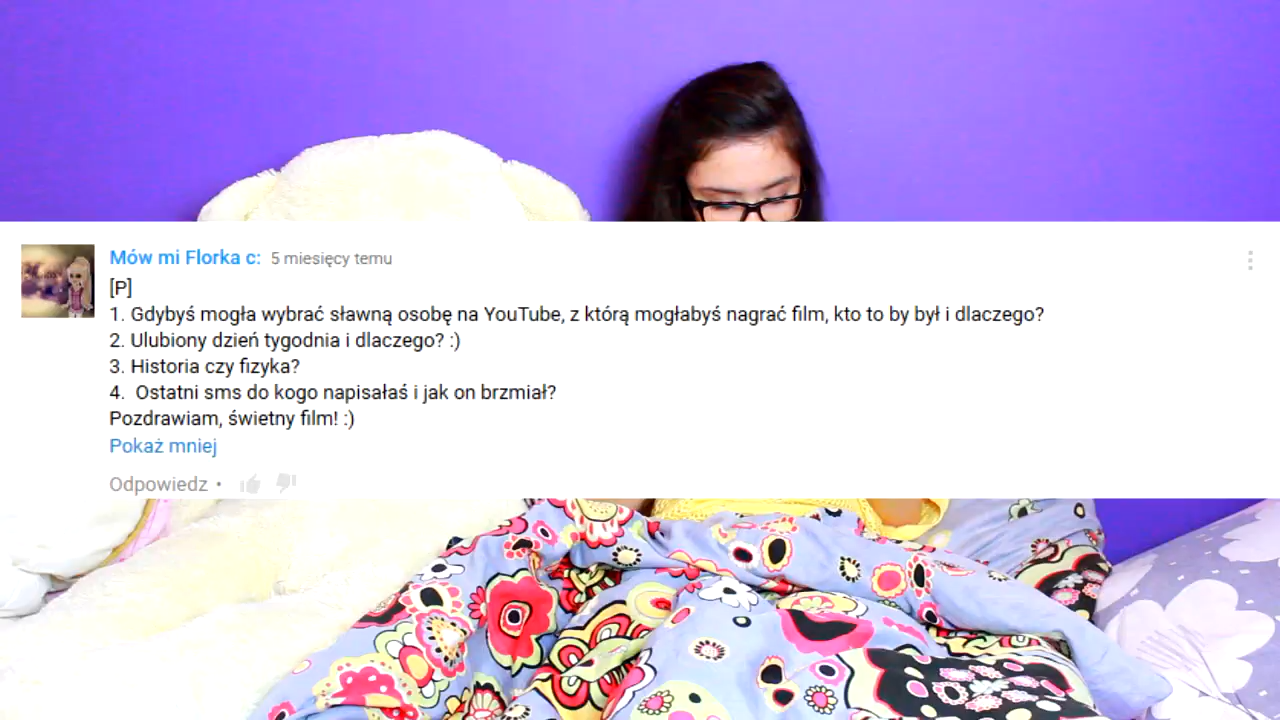 Mów mi Florka c: 5 miesięcy temu
[P]
1. Gdybyś mogła wybrać sławną osobę na YouTube, z którą mogłabyś nagrać film, kto to by był i dlaczego?
2. Ulubiony dzień tygodnia i dlaczego? :)
3. Historia czy fizyka?
4.  Ostatni sms do kogo napisałaś i jak on brzmiał?
Pozdrawiam, świetny film! :)
Pokaż mniej
Odpowiedz •